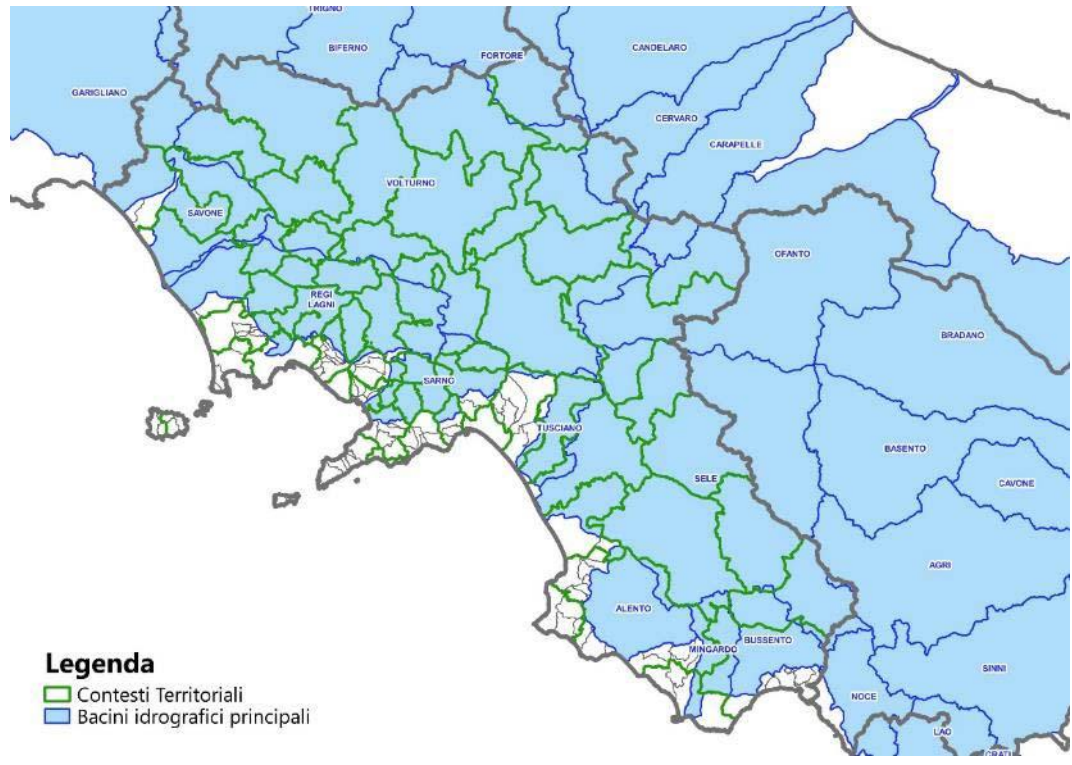 TRIGNO
BIFERNO
FORTORE
CANDELARO
GARIGLIANO
CERVARO
CARAPELLE
VOLTURNO
SAVONE
OFANTO
REGI
LAGNI
BRADANO
SARNO
TUSCIANO
BASENTO
SELE
CAVONE
AGRI
ALENTO
BUSSENTO
MINGARDO
SINNI
NOCE
LAO
CRATI
Legenda
Contesti Territoriali
Bacini idrografici principali